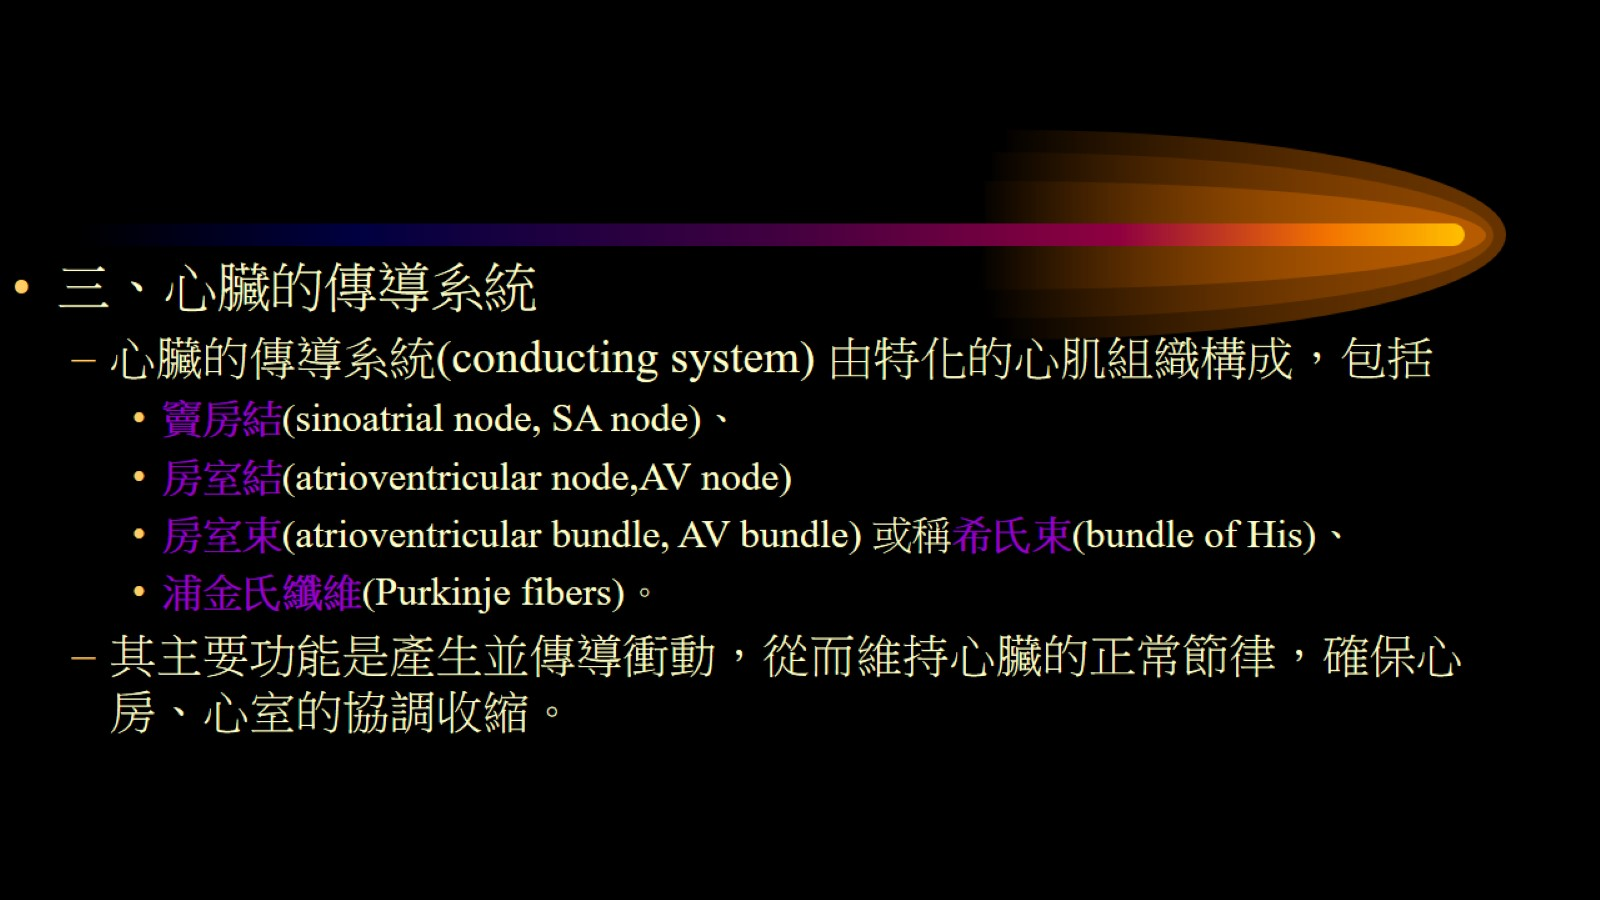 • 三、心臟的傳導系統
– 心臟的傳導系統(conducting system) 由特化的心肌組織構成，包括
• 竇房結(sinoatrial node, SA node)、
• 房室結(atrioventricular node,AV node)
• 房室束(atrioventricular bundle, AV bundle) 或稱希氏束(bundle of His)、
• 浦金氏纖維(Purkinje fibers)。
– 其主要功能是產生並傳導衝動，從而維持心臟的正常節律，確保心
房、心室的協調收縮。